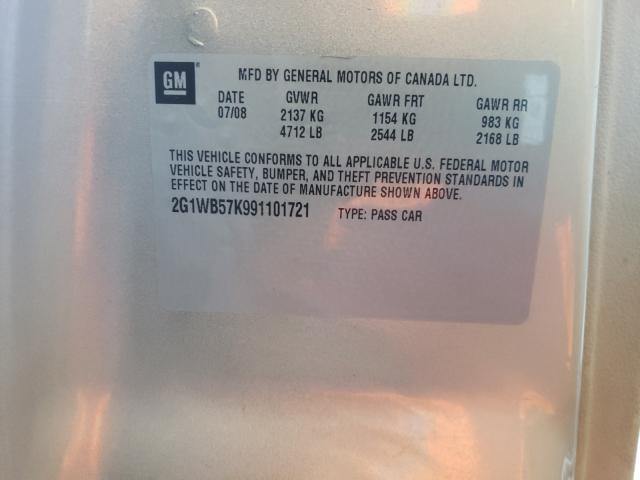 GM® MFD BY GENERAL MOTORS OF CANADA LTD.
DATE GVWR GAWR FRT GAWR RR
07/08 2137 KG 1154 KG 983 KG
4712 LB 2544 LB 2168 LB
THIS VEHICLE CONFORMS TO ALL APPLICABLE U.S. FEDERAL MOTOR
VEHICLE SAFETY, BUMPER, AND THEFT PREVENTION STANDARDS IN
EFFECT ON THE DATE OF MANUFACTURE SHOWN ABOVE.
2G1WB57K991101721 TYPE: PASS CAR